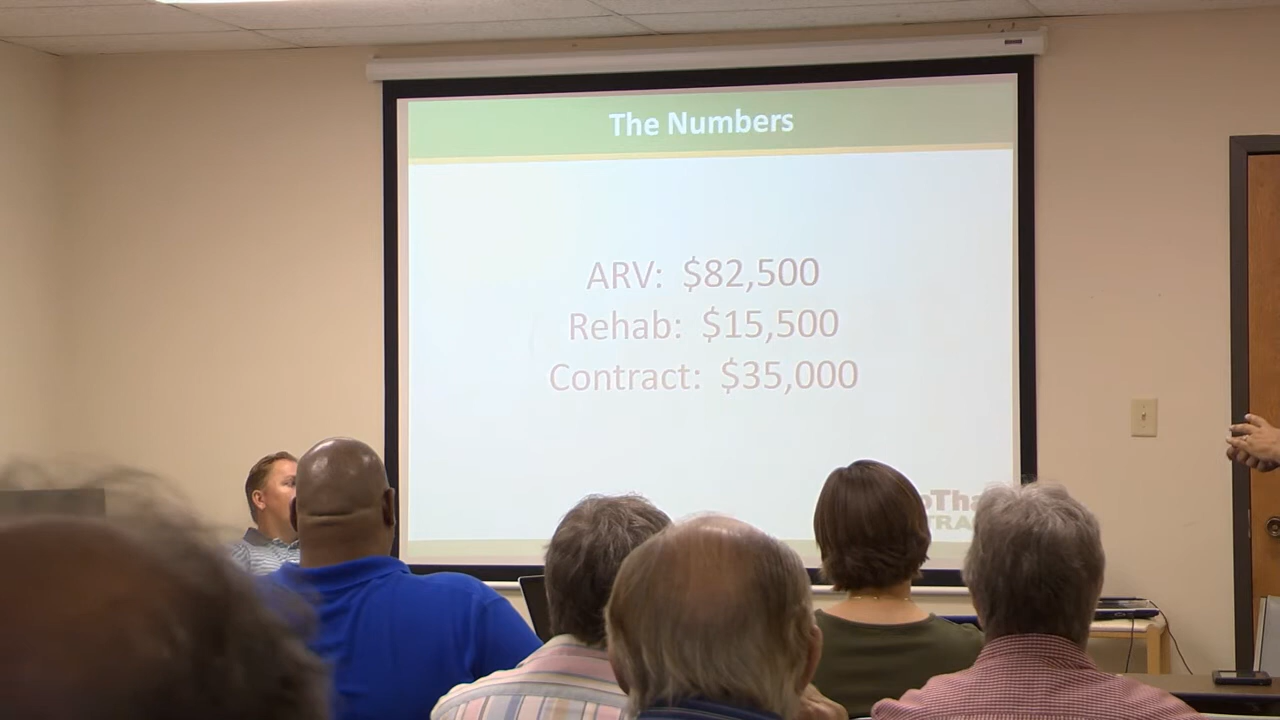 The Numbers
ARV: $82,500
Rehab: $15,500
Contract: $35,000